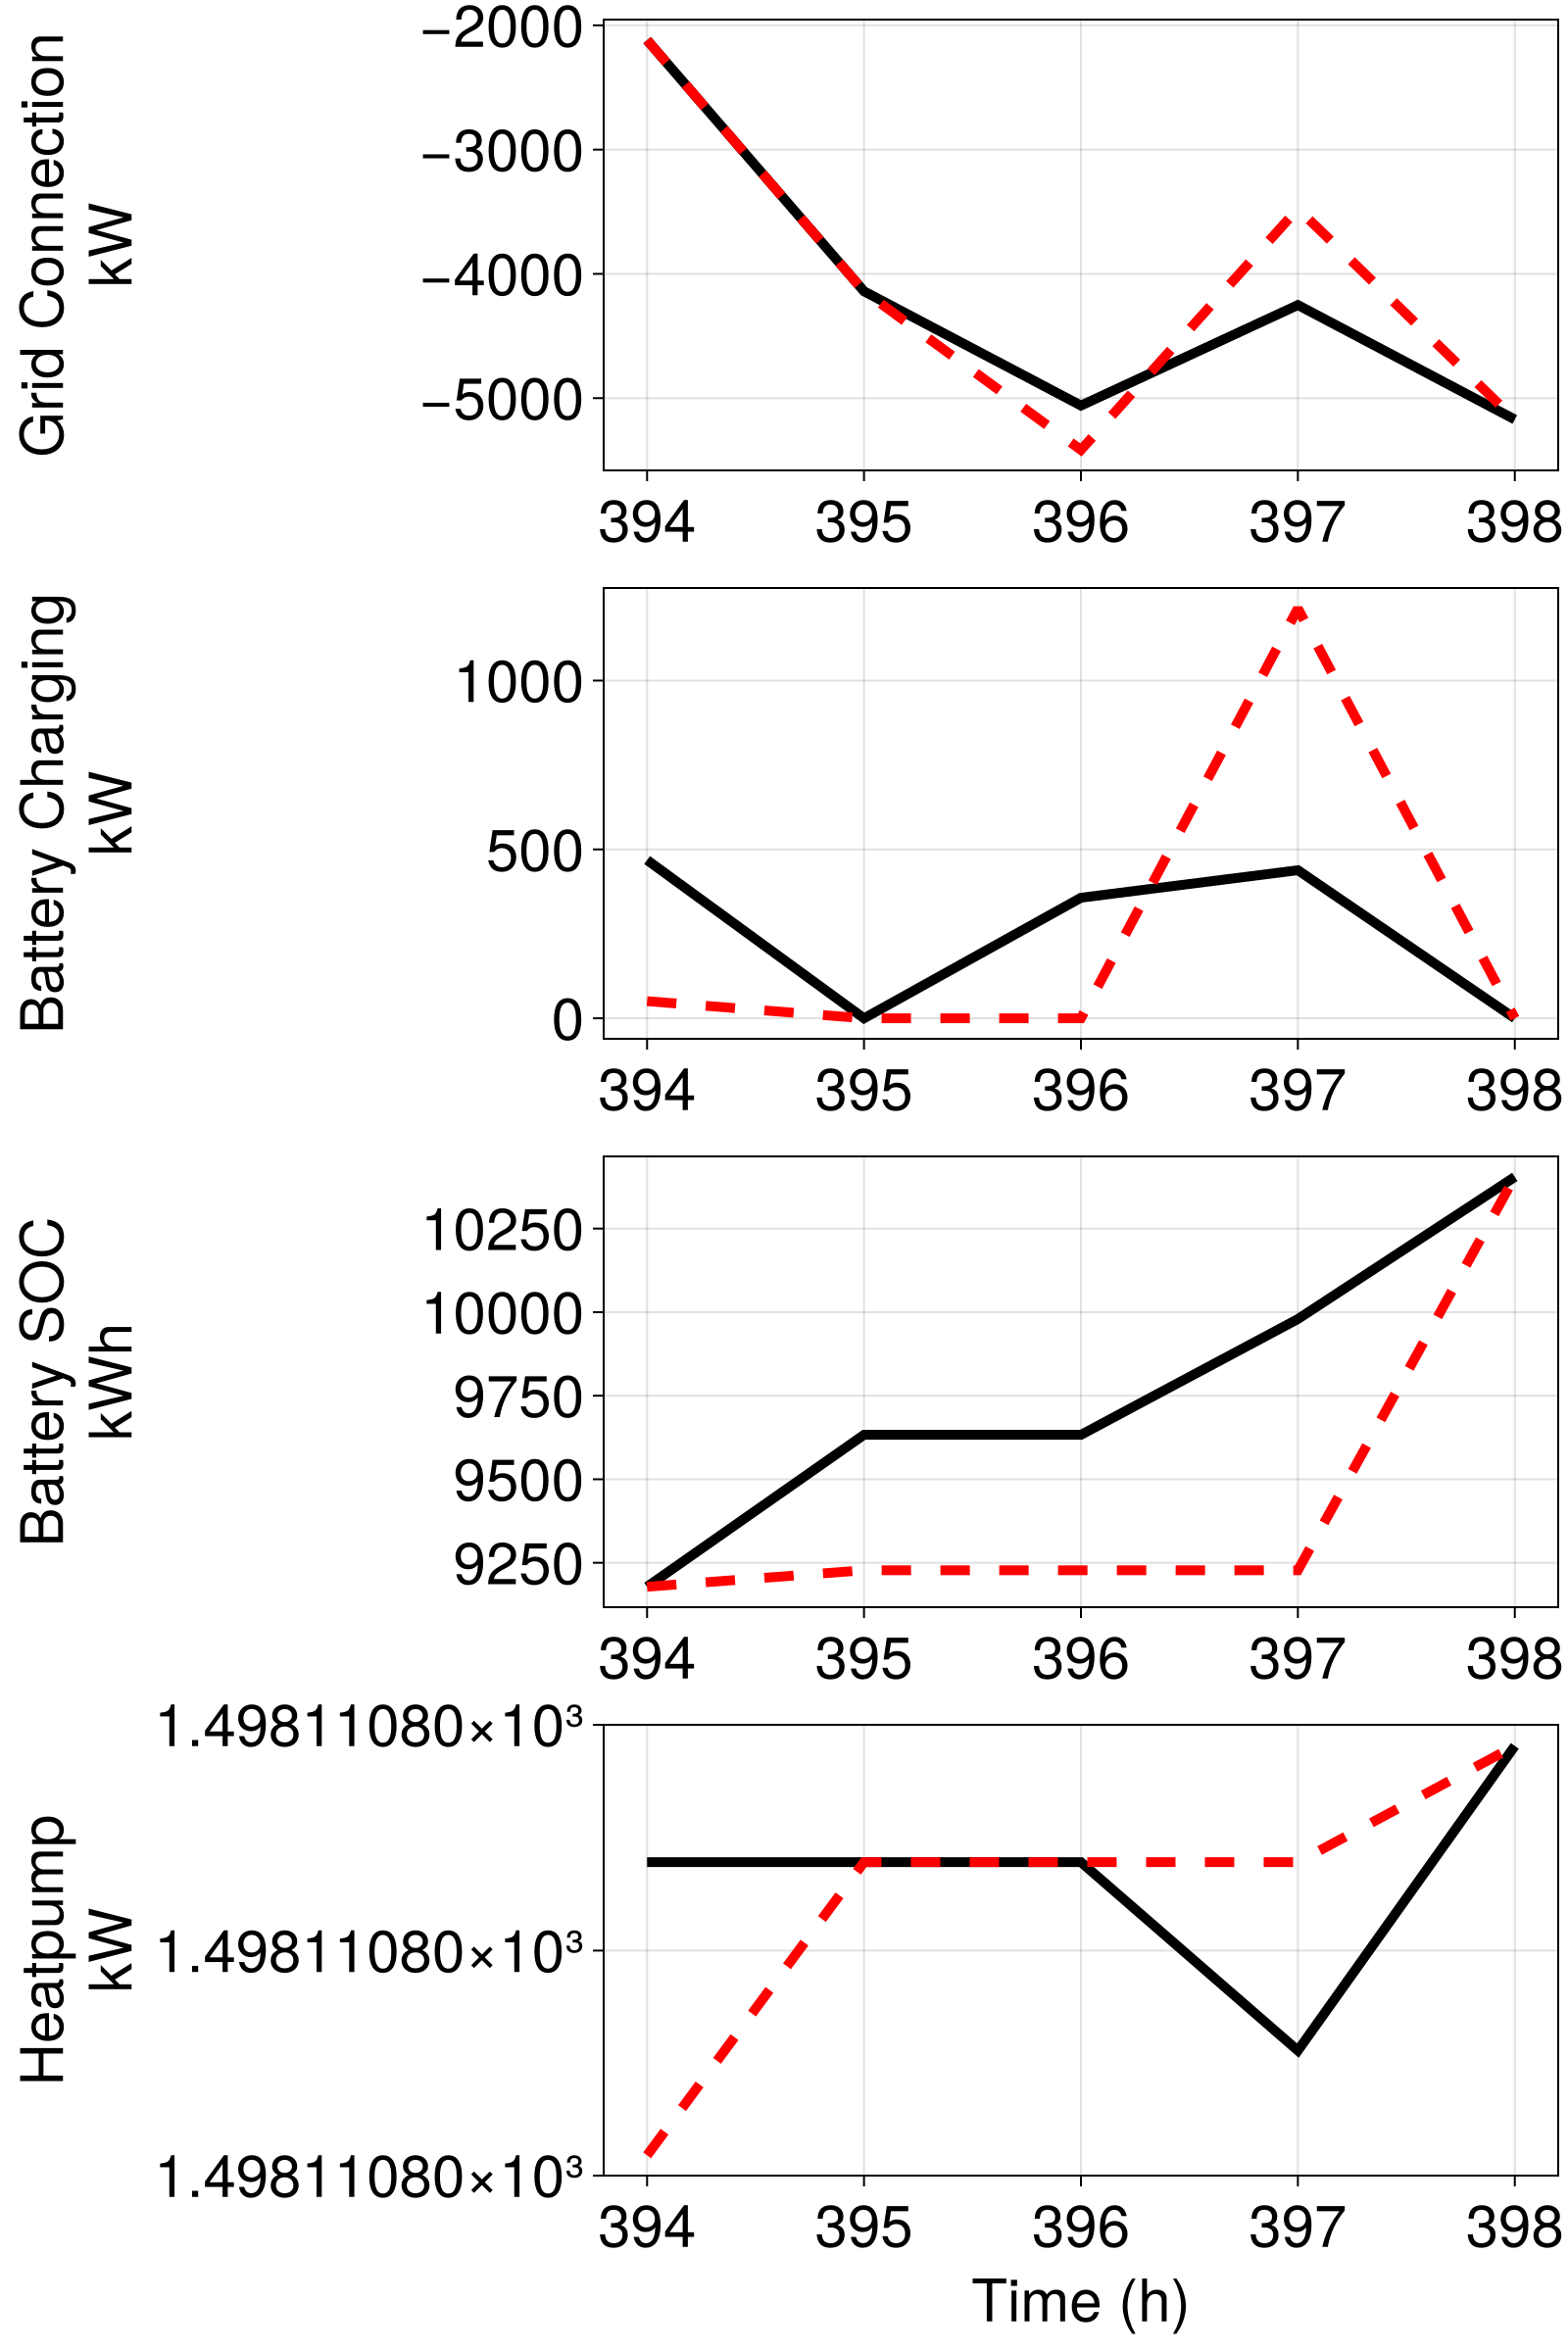 Grid Connection
kW
−2000
−3000
−4000
−5000
394 395 396 397 398
Battery Charging
kW
1000
500
0
394 395 396 397 398
Battery SOC
kWh
10250
10000
9750
9500
9250
394 395 396 397 398
Heatpump
kW
1.49811080×10³
1.49811080×10³
1.49811080×10³
394 395 396 397 398
Time (h)